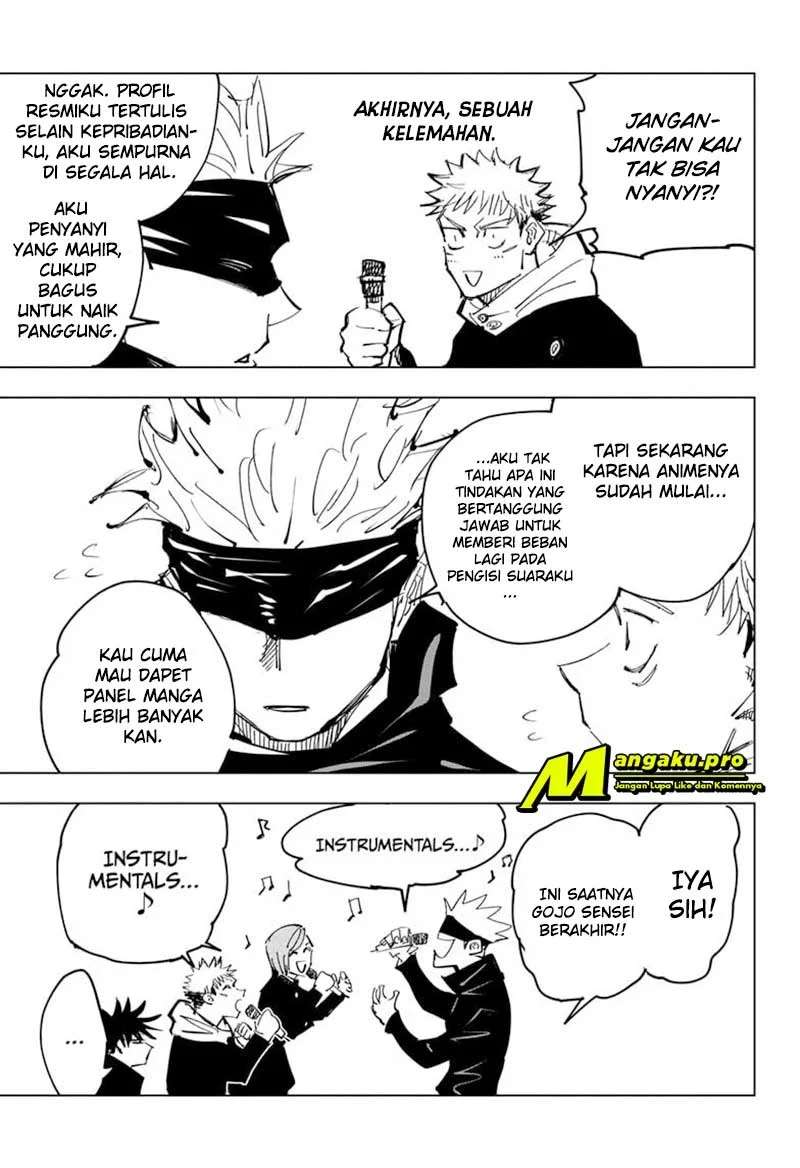 JANGAN-
JANGAN KAU
TAK BISA
NYANYI?!
AKHIRNYA, SEBUAH
KELEMAHAN.
NGGAK. PROFIL
RESMIKU TERTULIS
SELAIN KEPRIBADIAN-
KU, AKU SEMPURNA
DI SEGALA HAL.
AKU
PENYANYI
YANG MAHIR,
CUKUP
BAGUS
UNTUK NAIK
PANGGUNG.
TAPI SEKARANG
KARENA ANIMENYA
SUDAH MULAI...
...AKU TAK
TAHU APA INI
TINDAKAN YANG
BERTANGGUNG
JAWAB UNTUK
MEMBERI BEBAN
LAGI PADA
PENGISI SUARAKU
...
KAU CUMA
MAU DAPET
PANEL MANGA
LEBIH BANYAK
KAN.
Mangaku.pro
Jangan Lupa Like dan Komennya
IYA
SIH!
INI SAATNYA
GOJO SENSEI
BERAKHIR!!
INSTRUMENTALS...♪
INSTRU-
MENTALS...
♪
...